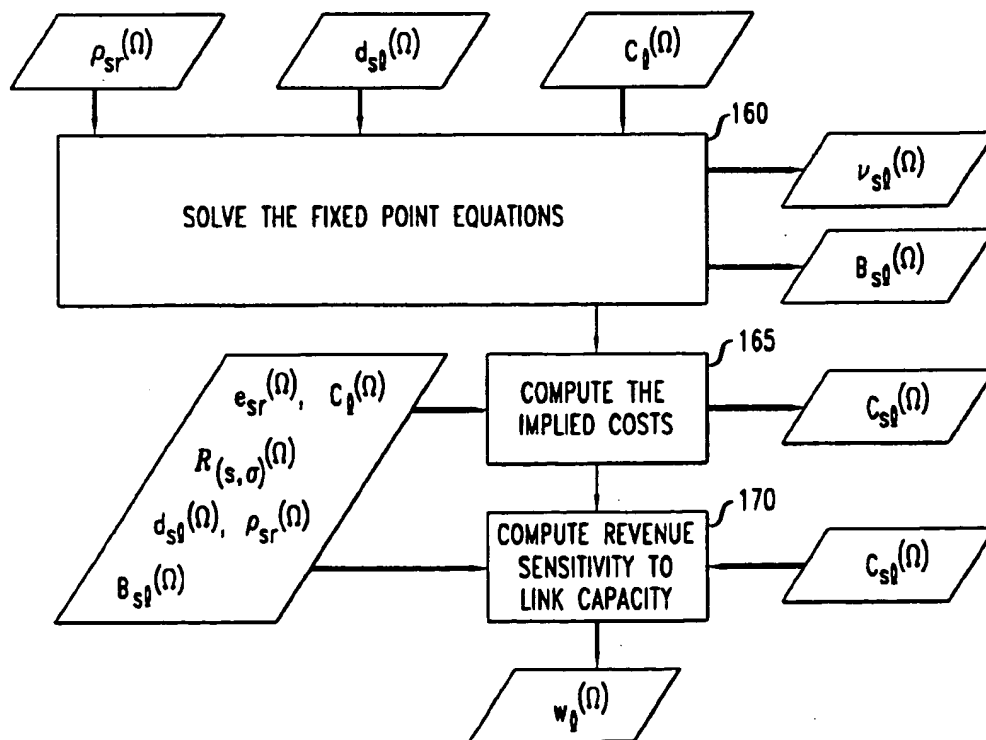 ρsr(Ω)
dsℓ(Ω)
Cℓ(Ω)
160
SOLVE THE FIXED POINT EQUATIONS
νsℓ(Ω)
Bsℓ(Ω)
165
esr(Ω), Cℓ(Ω)
R(s,σ)(Ω)
dsℓ(Ω), ρsr(Ω)
Bsℓ(Ω)
COMPUTE THE
IMPLIED COSTS
Csℓ(Ω)
170
COMPUTE REVENUE
SENSITIVITY TO
LINK CAPACITY
Csℓ(Ω)
wℓ(Ω)